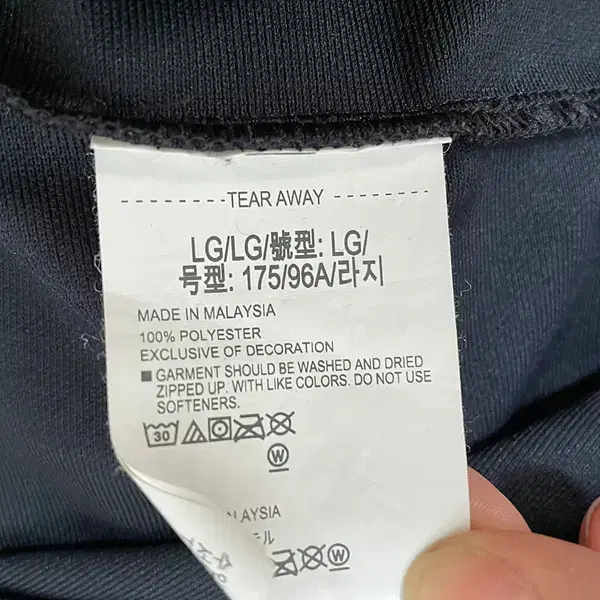 --------TEAR AWAY--------
LG/LG/號型: LG/
号型: 175/96A/라지
MADE IN MALAYSIA
100% POLYESTER
EXCLUSIVE OF DECORATION
■ GARMENT SHOULD BE WASHED AND DRIED
ZIPPED UP. WITH LIKE COLORS. DO NOT USE
SOFTENERS.
30
W
LAYSIA
W